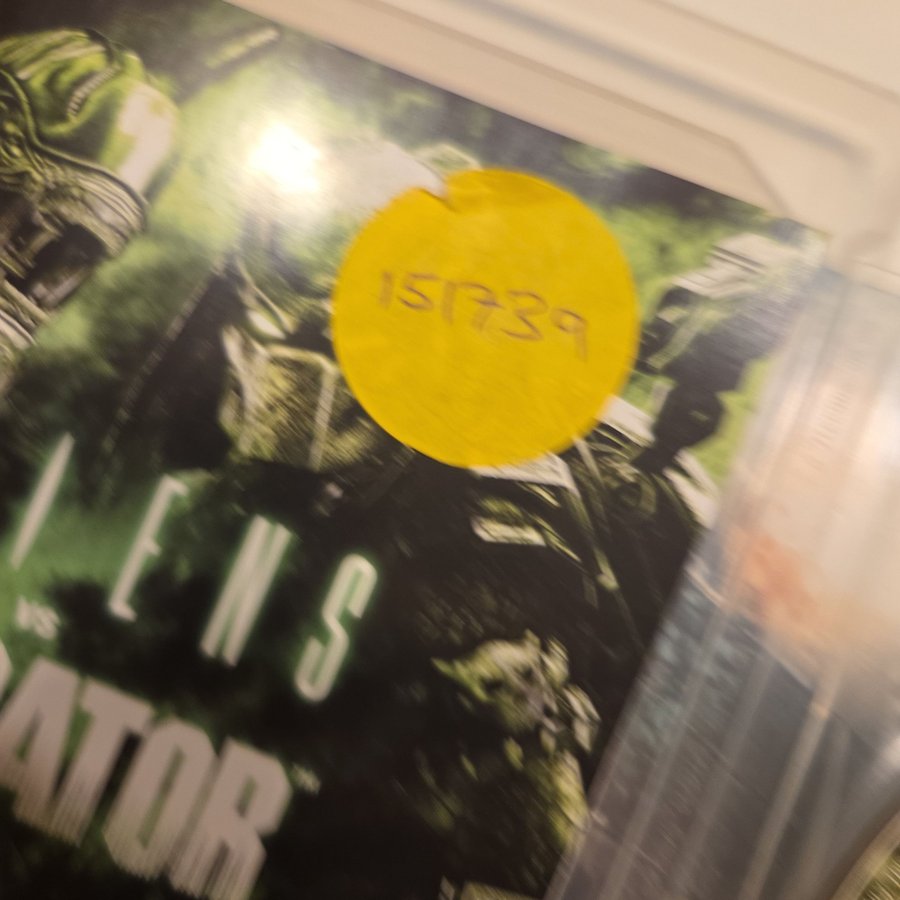 151739
IENS
VS
ATOR